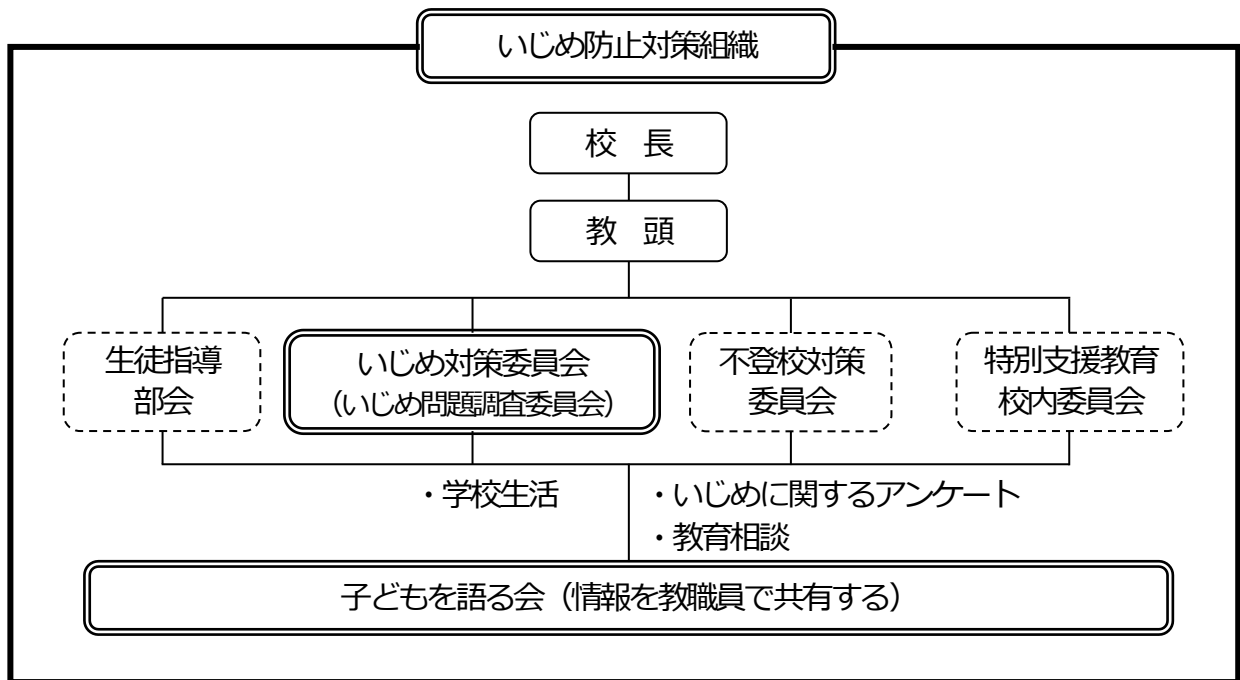 いじめ防止対策組織
校 長
教 頭
生徒指導
部会
いじめ対策委員会
(いじめ問題調査委員会)
不登校対策
委員会
特別支援教育
校内委員会
・学校生活
・いじめに関するアンケート
・教育相談
子どもを語る会(情報を教職員で共有する)